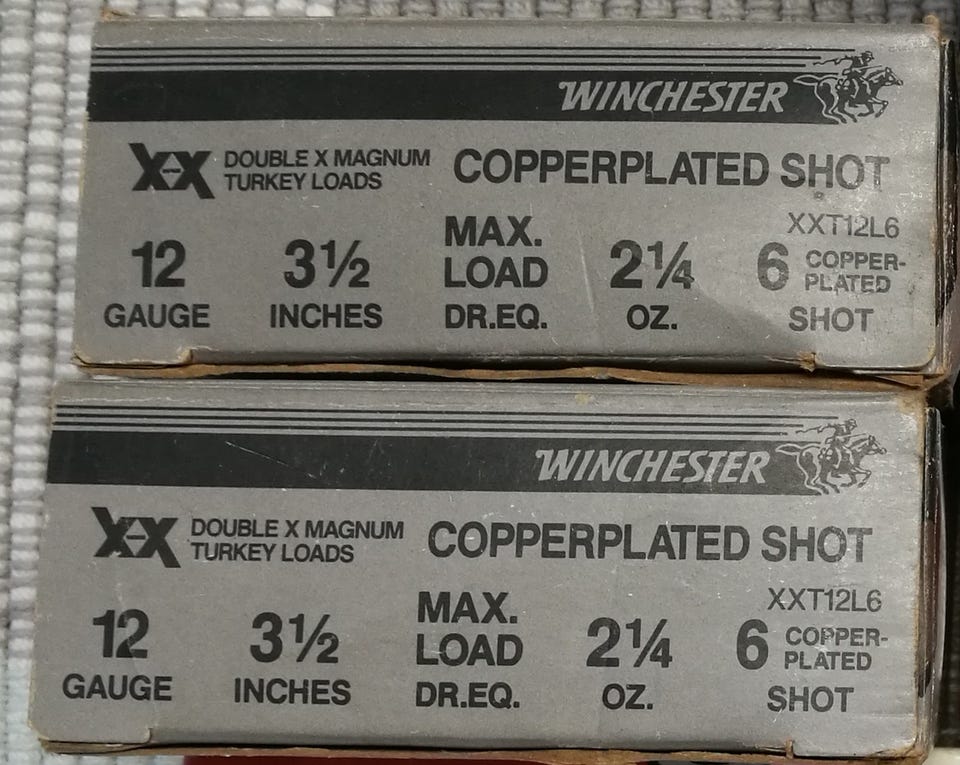 WINCHESTER
XX DOUBLE X MAGNUM
TURKEY LOADS
COPPERPLATED SHOT
XXT12L6
12
GAUGE
3½
INCHES
MAX.
LOAD
DR.EQ.
2¼
OZ.
6 COPPER-
PLATED
SHOT
WINCHESTER
XX DOUBLE X MAGNUM
TURKEY LOADS
COPPERPLATED SHOT
XXT12L6
12
GAUGE
3½
INCHES
MAX.
LOAD
DR.EQ.
2¼
OZ.
6 COPPER-
PLATED
SHOT